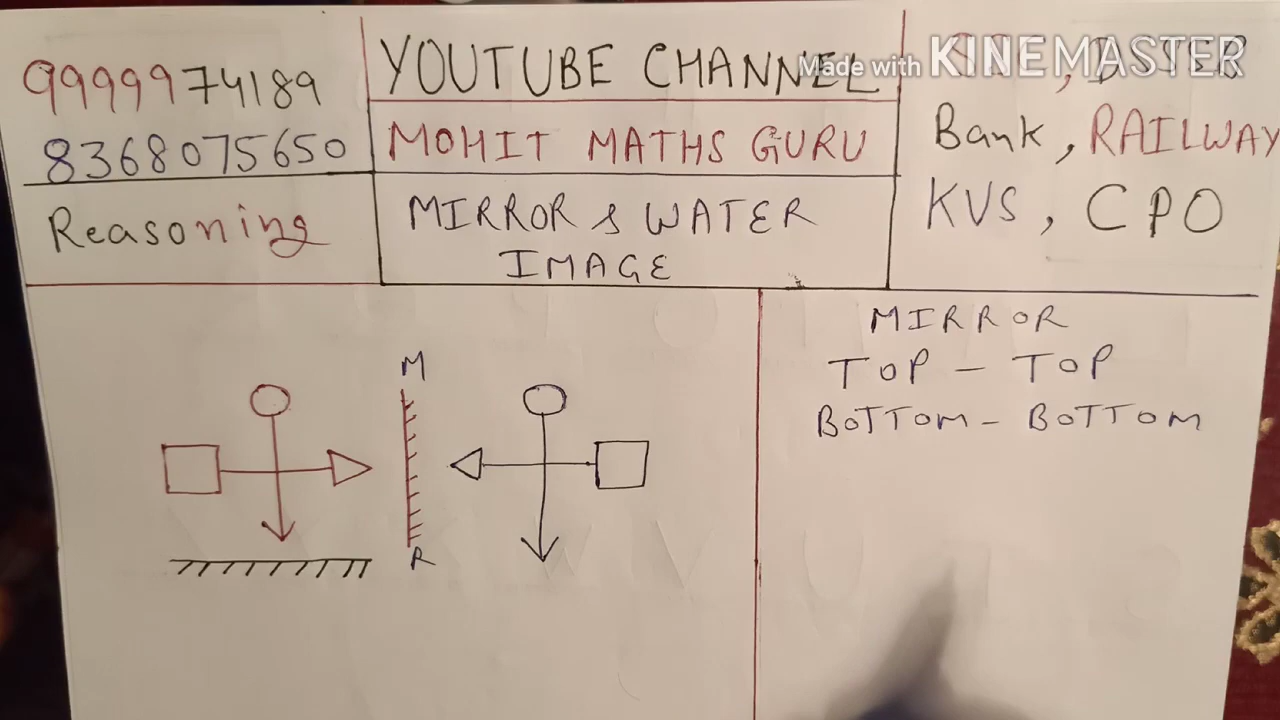 9999974189
8368075650
Reasoning
YOUTUBE CHANNEL
MOHIT MATHS GURU
MIRROR & WATER
IMAGE
Made with KINEMASTER
Bank, RAILWAY
KVS, CPO
M
R
MIRROR
TOP - TOP
BOTTOM - BOTTOM